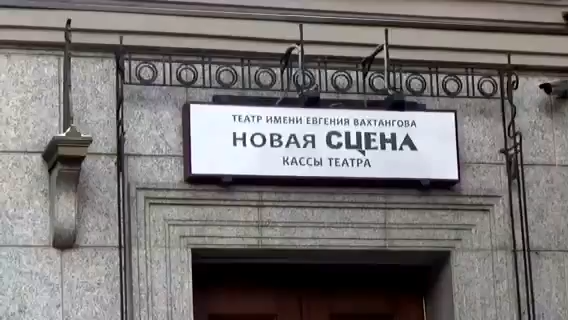 ТЕАТР ИМЕНИ ЕВГЕНИЯ ВАХТАНГОВА
НОВАЯ СЦЕНА
КАССЫ ТЕАТРА